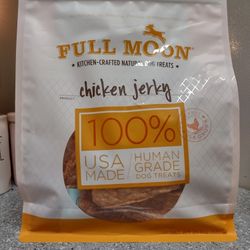 FULL MOON
KITCHEN-CRAFTED NATURAL DOG TREATS
chicken jerky
100%
USA MADE
HUMAN GRADE
DOG TREATS